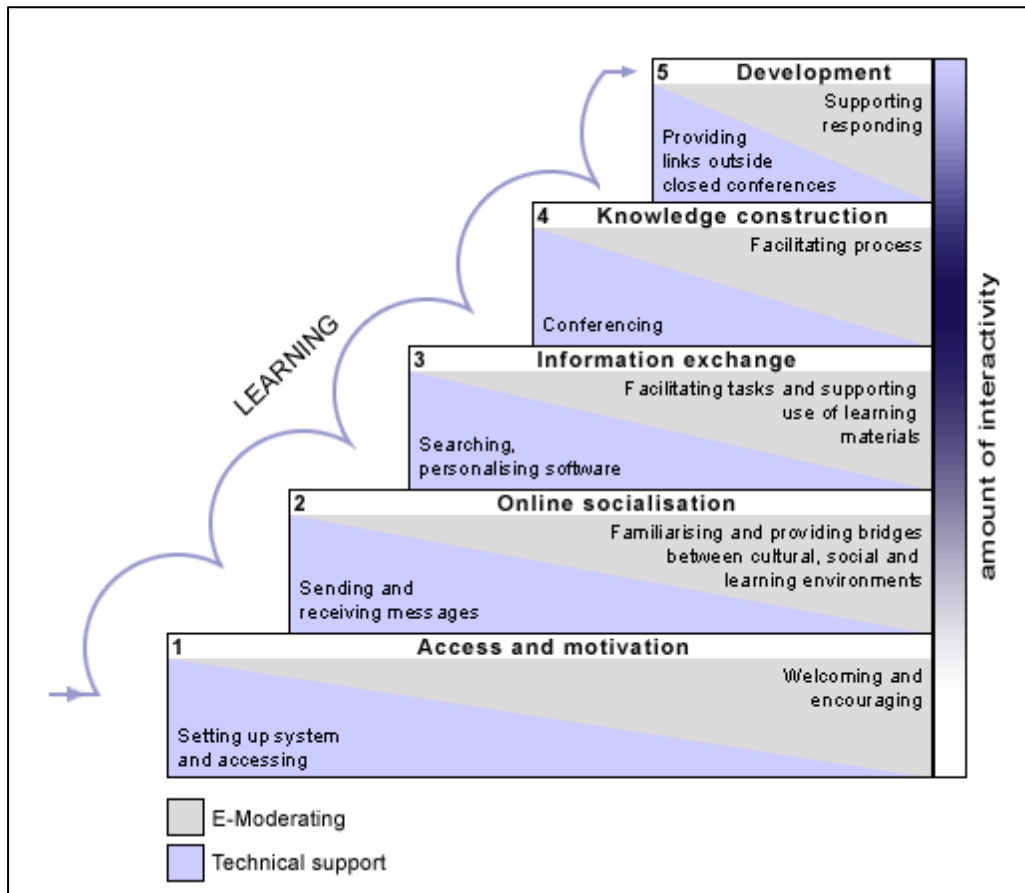 5 Development
Supporting
responding
Providing
links outside
closed conferences
4 Knowledge construction
Facilitating process
Conferencing
3 Information exchange
Facilitating tasks and supporting
use of learning
materials
Searching,
personalising software
2 Online socialisation
Familiarising and providing bridges
between cultural, social and
learning environments
Sending and
receiving messages
1 Access and motivation
Welcoming and
encouraging
Setting up system
and accessing
LEARNING
amount of interactivity
E-Moderating
Technical support